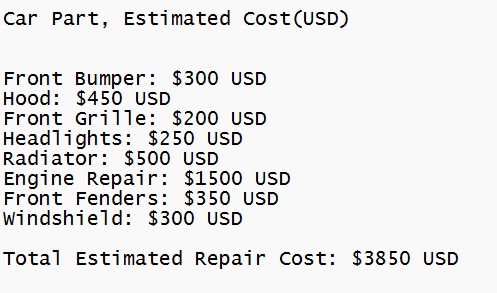 Car Part, Estimated Cost(USD)
Front Bumper: $300 USD
Hood: $450 USD
Front Grille: $200 USD
Headlights: $250 USD
Radiator: $500 USD
Engine Repair: $1500 USD
Front Fenders: $350 USD
Windshield: $300 USD
Total Estimated Repair Cost: $3850 USD